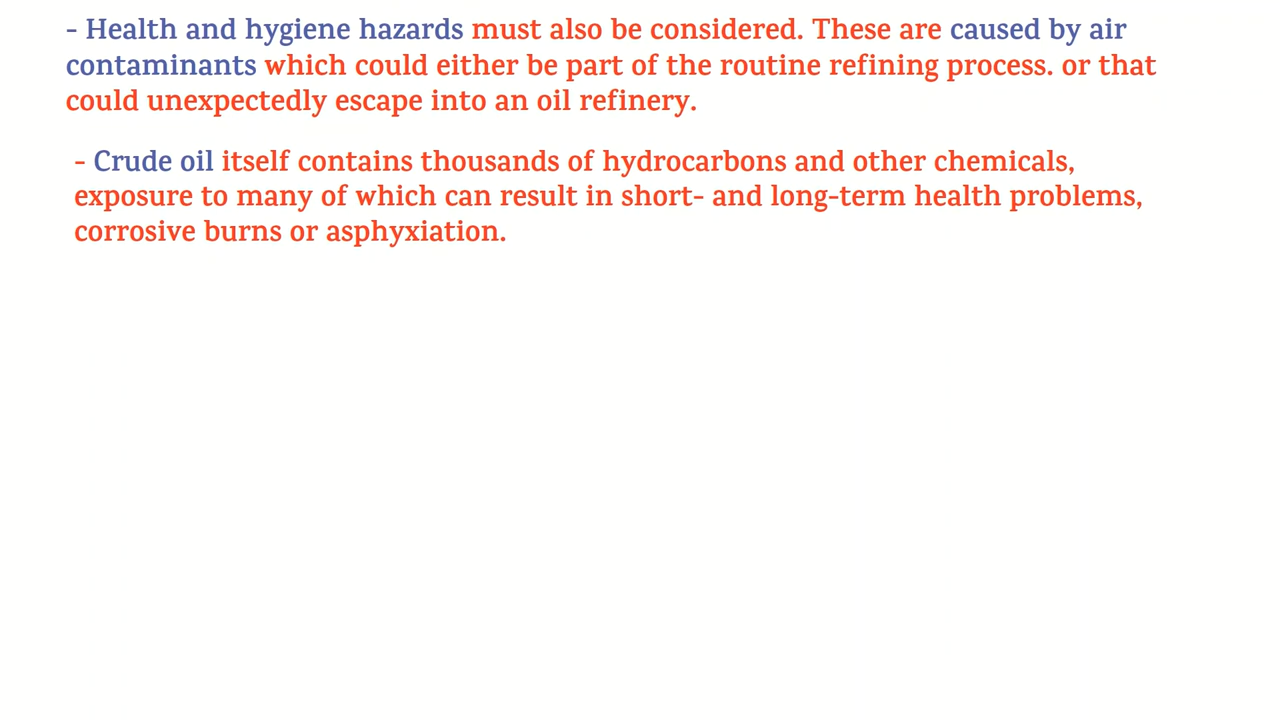 - Health and hygiene hazards must also be considered. These are caused by air
contaminants which could either be part of the routine refining process. or that
could unexpectedly escape into an oil refinery.
- Crude oil itself contains thousands of hydrocarbons and other chemicals,
exposure to many of which can result in short- and long-term health problems,
corrosive burns or asphyxiation.